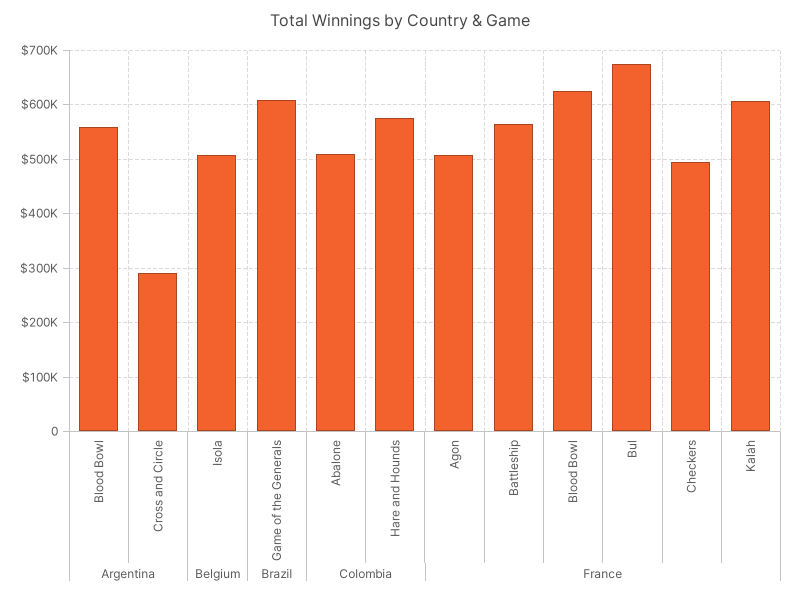 Total Winnings by Country & Game
$700K
$600K
$500K
$400K
$300K
$200K
$100K
0
Blood Bowl
Cross and Circle
Isola
Game of the Generals
Abalone
Hare and Hounds
Agon
Battleship
Blood Bowl
Bul
Checkers
Kalah
Argentina
Belgium
Brazil
Colombia
France